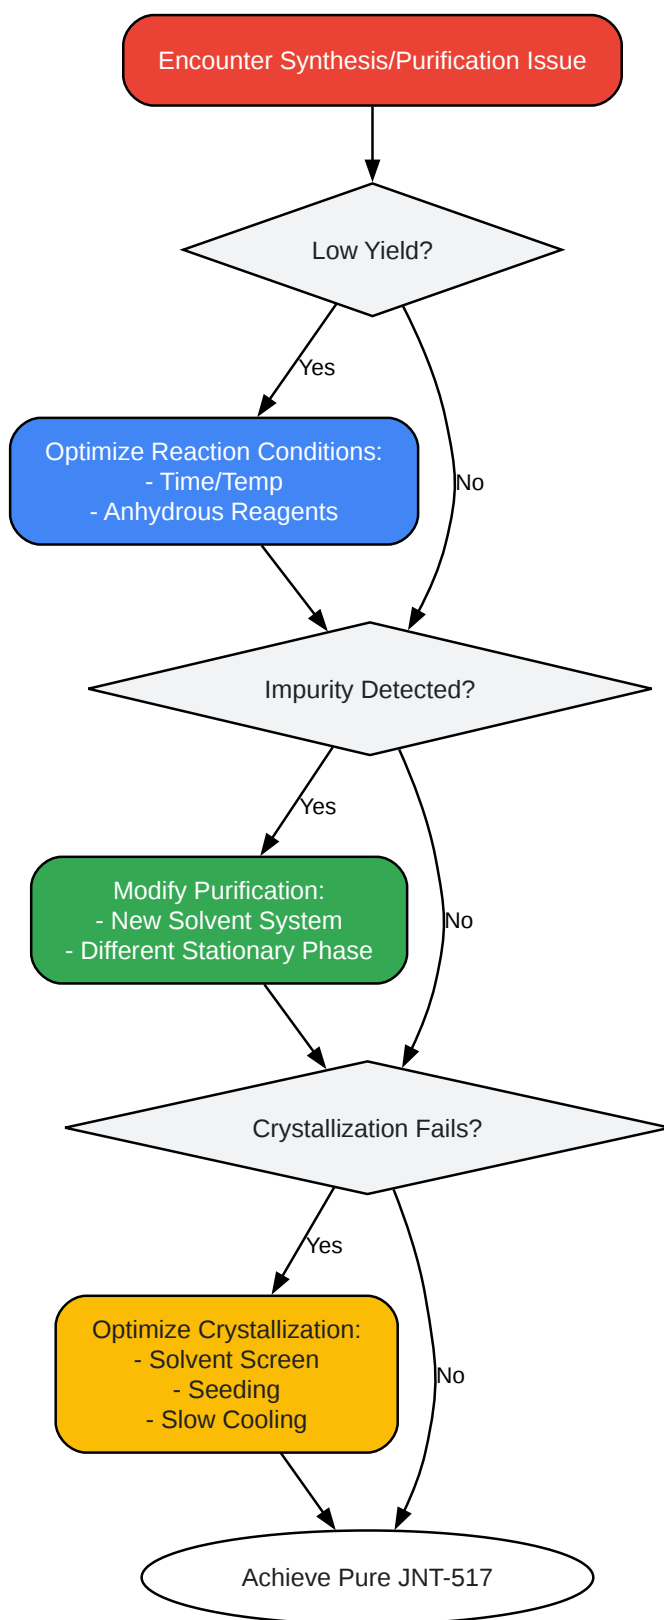 Encounter Synthesis/Purification Issue
Low Yield?
Yes
Optimize Reaction Conditions:
- Time/Temp
- Anhydrous Reagents
No
Impurity Detected?
Yes
Modify Purification:
- New Solvent System
- Different Stationary Phase
No
Crystallization Fails?
Yes
Optimize Crystallization:
- Solvent Screen
- Seeding
- Slow Cooling
No
Achieve Pure JNT-517